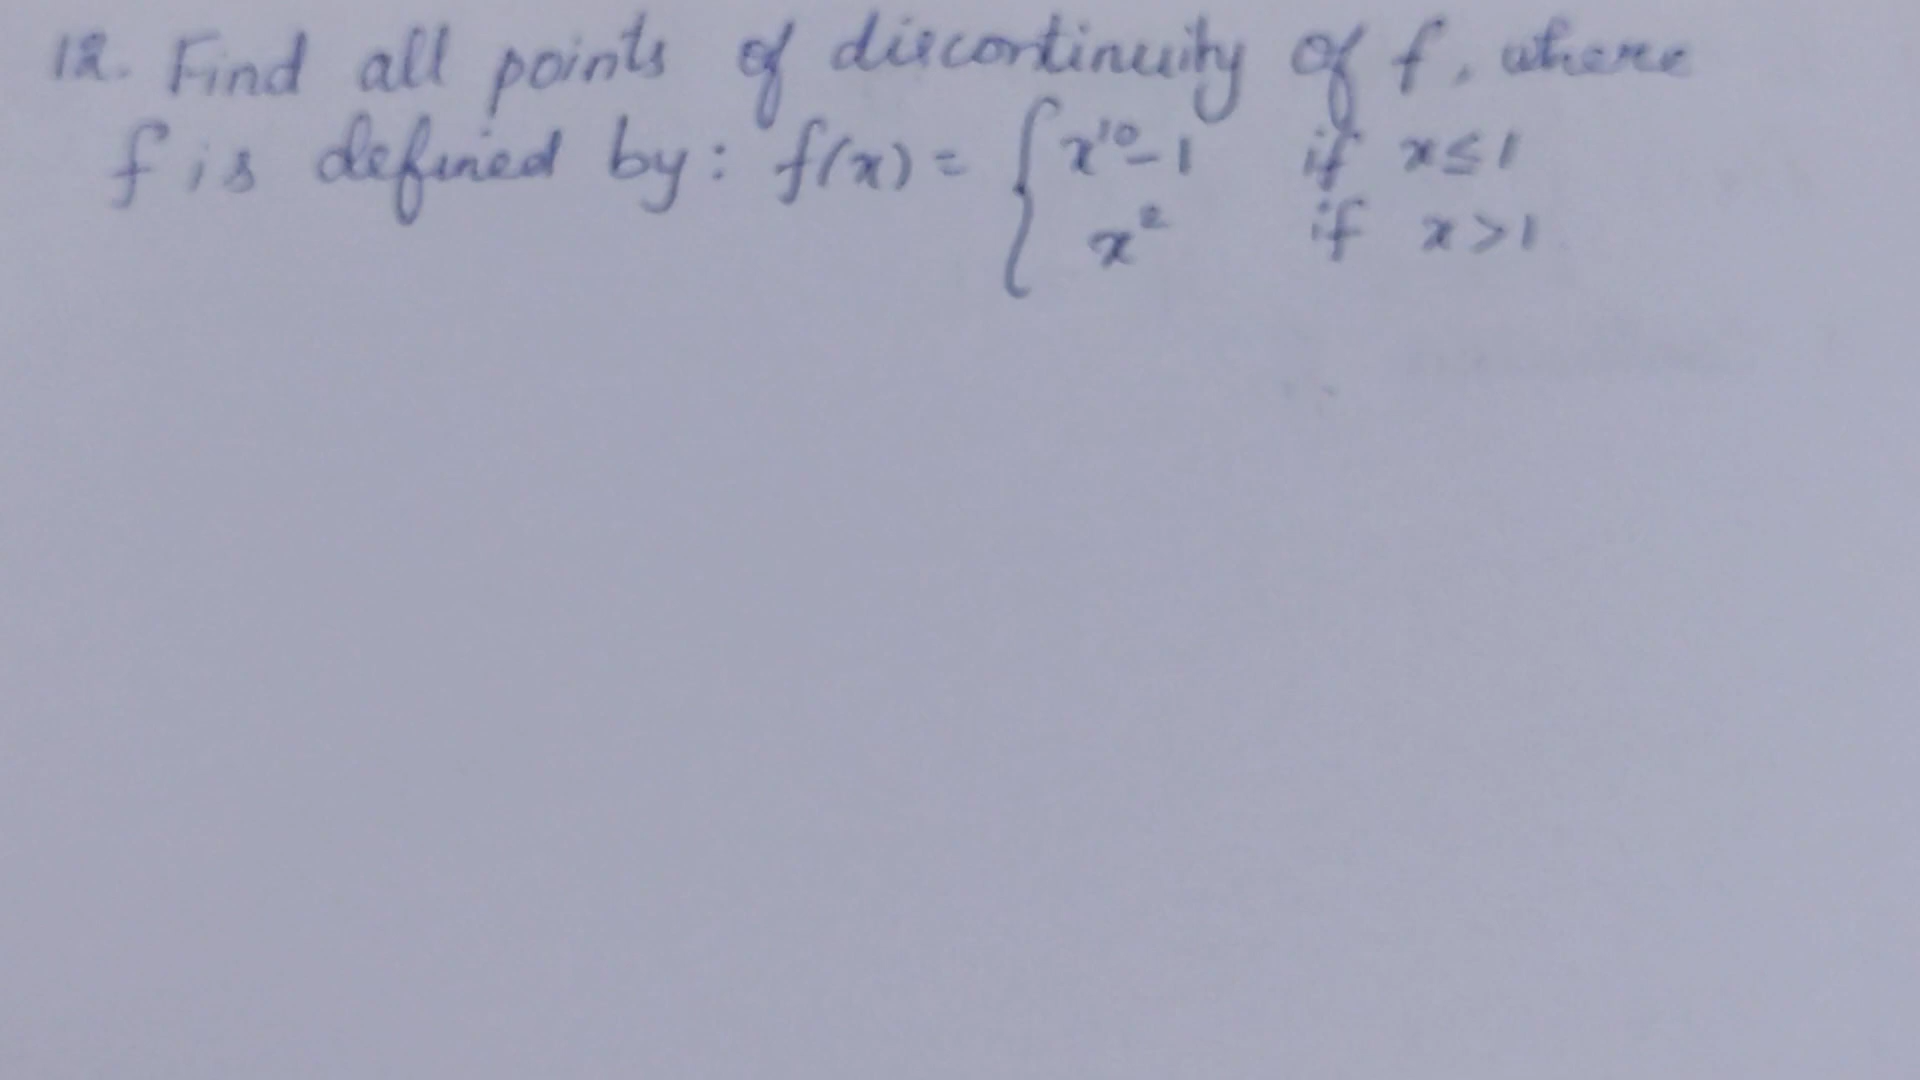 12. Find all points of discontinuity of f, where
f is defined by: f(x) = { x¹⁰-1 if x ≤ 1
x² if x > 1